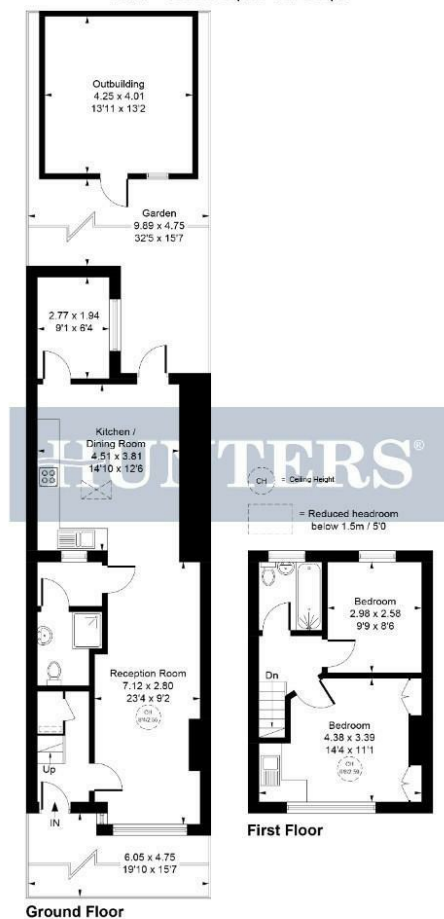 Outbuilding
4.25 x 4.01
13'11 x 13'2
Garden
9.89 x 4.75
32'5 x 15'7
2.77 x 1.94
9'1 x 6'4
Kitchen /
Dining Room
4.51 x 3.81
14'10 x 12'6
HUNTERS®
CH = Ceiling Height
= Reduced headroom
below 1.5m / 5'0
Reception Room
7.12 x 2.80
23'4 x 9'2
CH
Up
IN
6.05 x 4.75
19'10 x 15'7
Ground Floor
Bedroom
2.98 x 2.58
9'9 x 8'6
Dn
Bedroom
4.38 x 3.39
14'4 x 11'1
CH
First Floor